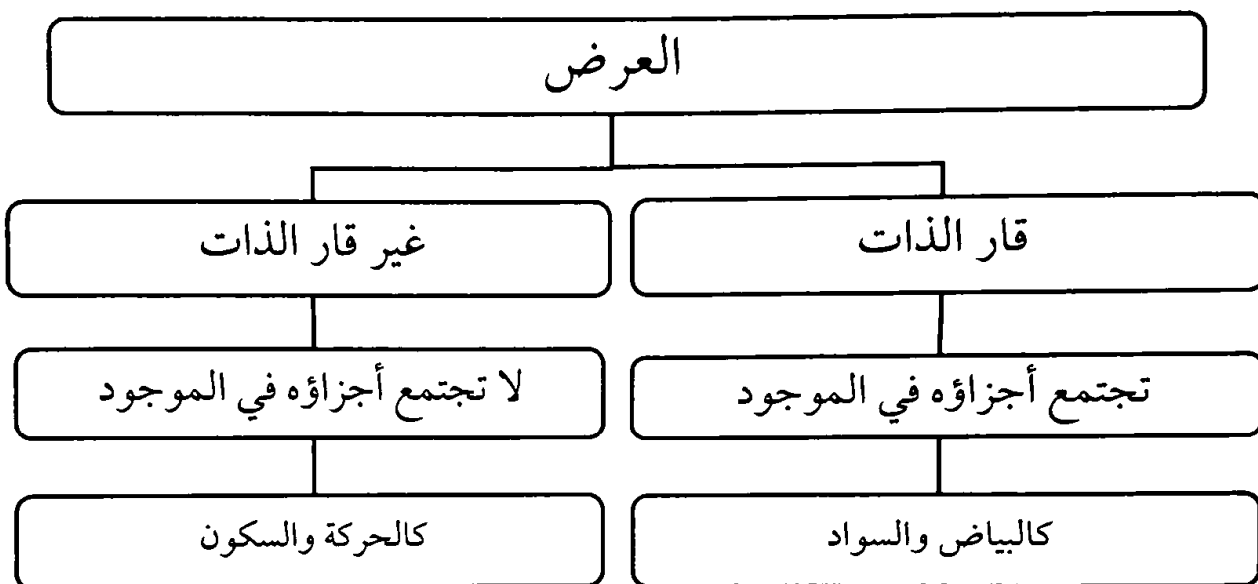 العرض
قار الذات
غير قار الذات
تجتمع أجزاؤه في الموجود
لا تجتمع أجزاؤه في الموجود
كالبياض والسواد
كالحركة والسكون